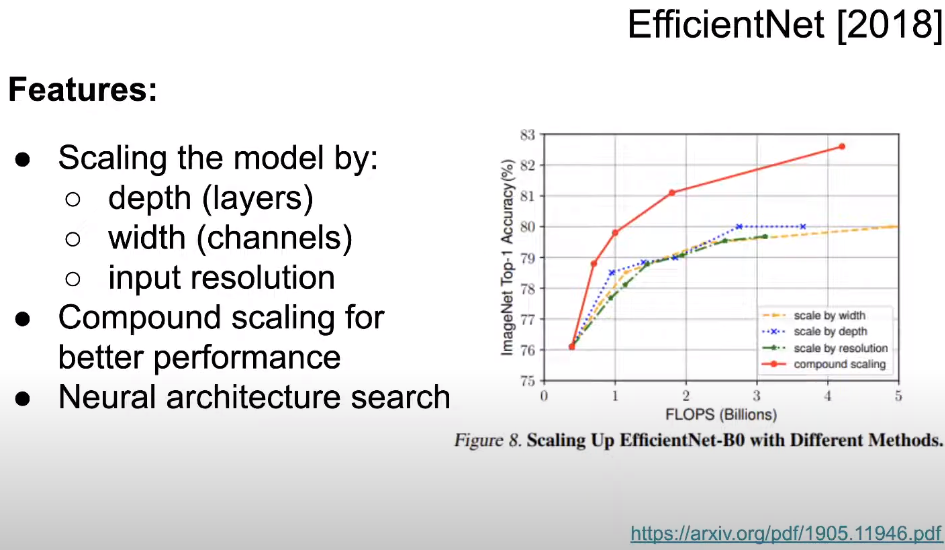 EfficientNet [2018]
Features:
● Scaling the model by:
○ depth (layers)
○ width (channels)
○ input resolution
● Compound scaling for
better performance
● Neural architecture search
ImageNet Top-1 Accuracy(%)
83
82
81
80
79
78
77
76
75
0 1 2 3 4 5
FLOPS (Billions)
scale by width
scale by depth
scale by resolution
compound scaling
Figure 8. Scaling Up EfficientNet-B0 with Different Methods.
https://arxiv.org/pdf/1905.11946.pdf